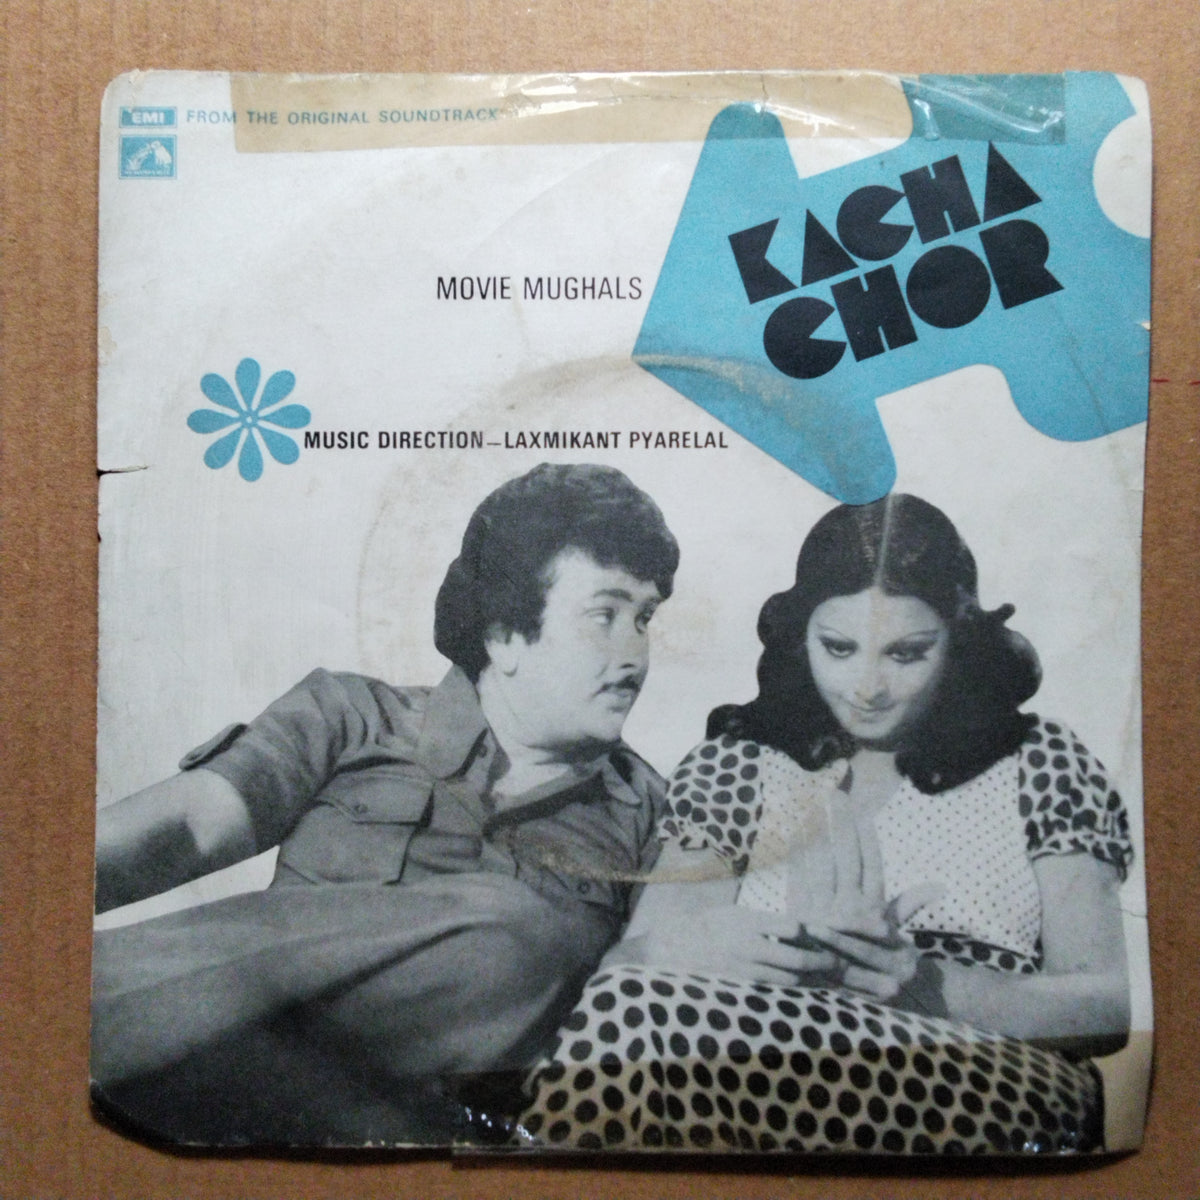 EMI
FROM THE ORIGINAL SOUNDTRACK
KACHA
CHOR
MOVIE MUGHALS
MUSIC DIRECTION—LAXMIKANT PYARELAL